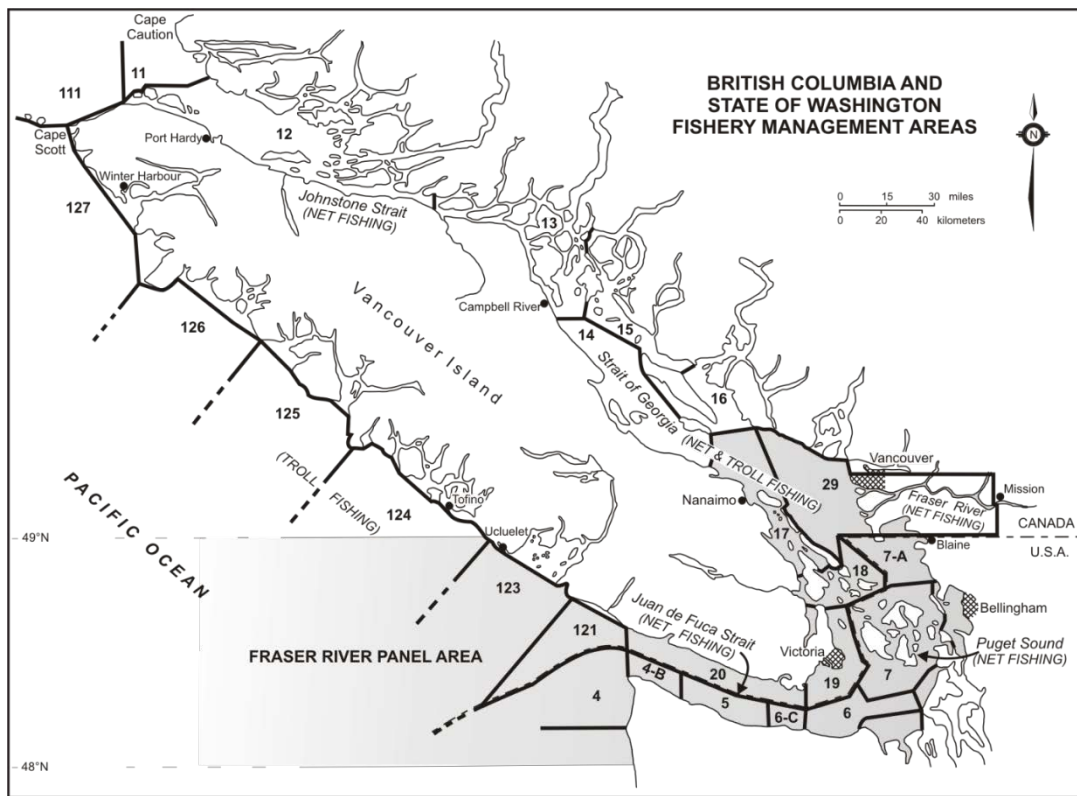 BRITISH COLUMBIA AND
STATE OF WASHINGTON
FISHERY MANAGEMENT AREAS
N
0 15 30 miles
0 20 40 kilometers
Cape
Caution
11
111
Cape
Scott
Port Hardy
12
Winter Harbour
127
Johnstone Strait
(NET FISHING)
13
Campbell River
Vancouver Island
126
14
15
Strait of Georgia (NET & TROLL FISHING)
16
125
PACIFIC OCEAN
(TROLL FISHING)
124
Tofino
Ucluelet
Nanaimo
29
Vancouver
Fraser River
(NET FISHING)
Mission
CANADA
U.S.A.
Blaine
49°N
17
18
7-A
123
Bellingham
Juan de Fuca Strait
(NET FISHING)
121
FRASER RIVER PANEL AREA
Victoria
Puget Sound
(NET FISHING)
4
4-B
20
5
6-C
19
6
7
48°N